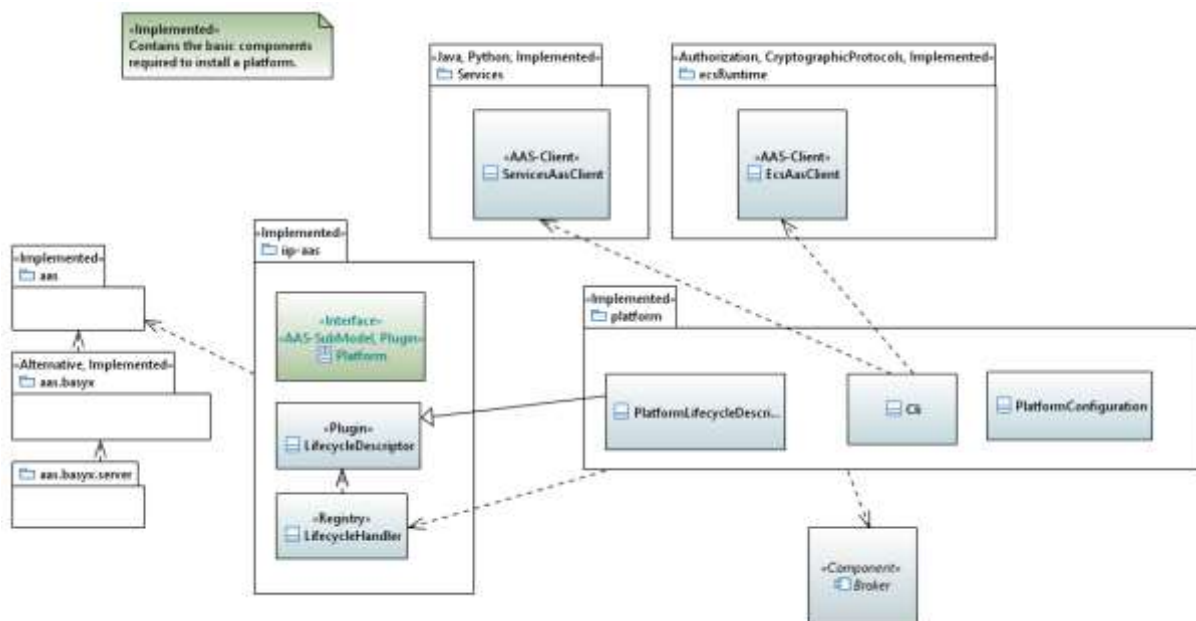 «Implemented»
Contains the basic components
required to install a platform.
«Java, Python, Implemented»
Services
«AAS-Client»
ServicesAasClient
«Authorization, CryptographicProtocols, Implemented»
ecsRuntime
«AAS-Client»
EcsAasClient
«Implemented»
aas
«Alternative, Implemented»
aas.basyx
aas.basyx.server
«Implemented»
iip-aas
«Interface»
«AAS-SubModel, Plugin»
Platform
«Plugin»
LifecycleDescriptor
«Registry»
LifecycleHandler
«Implemented»
platform
PlatformLifecycleDescri...
Cli
PlatformConfiguration
«Component»
Broker